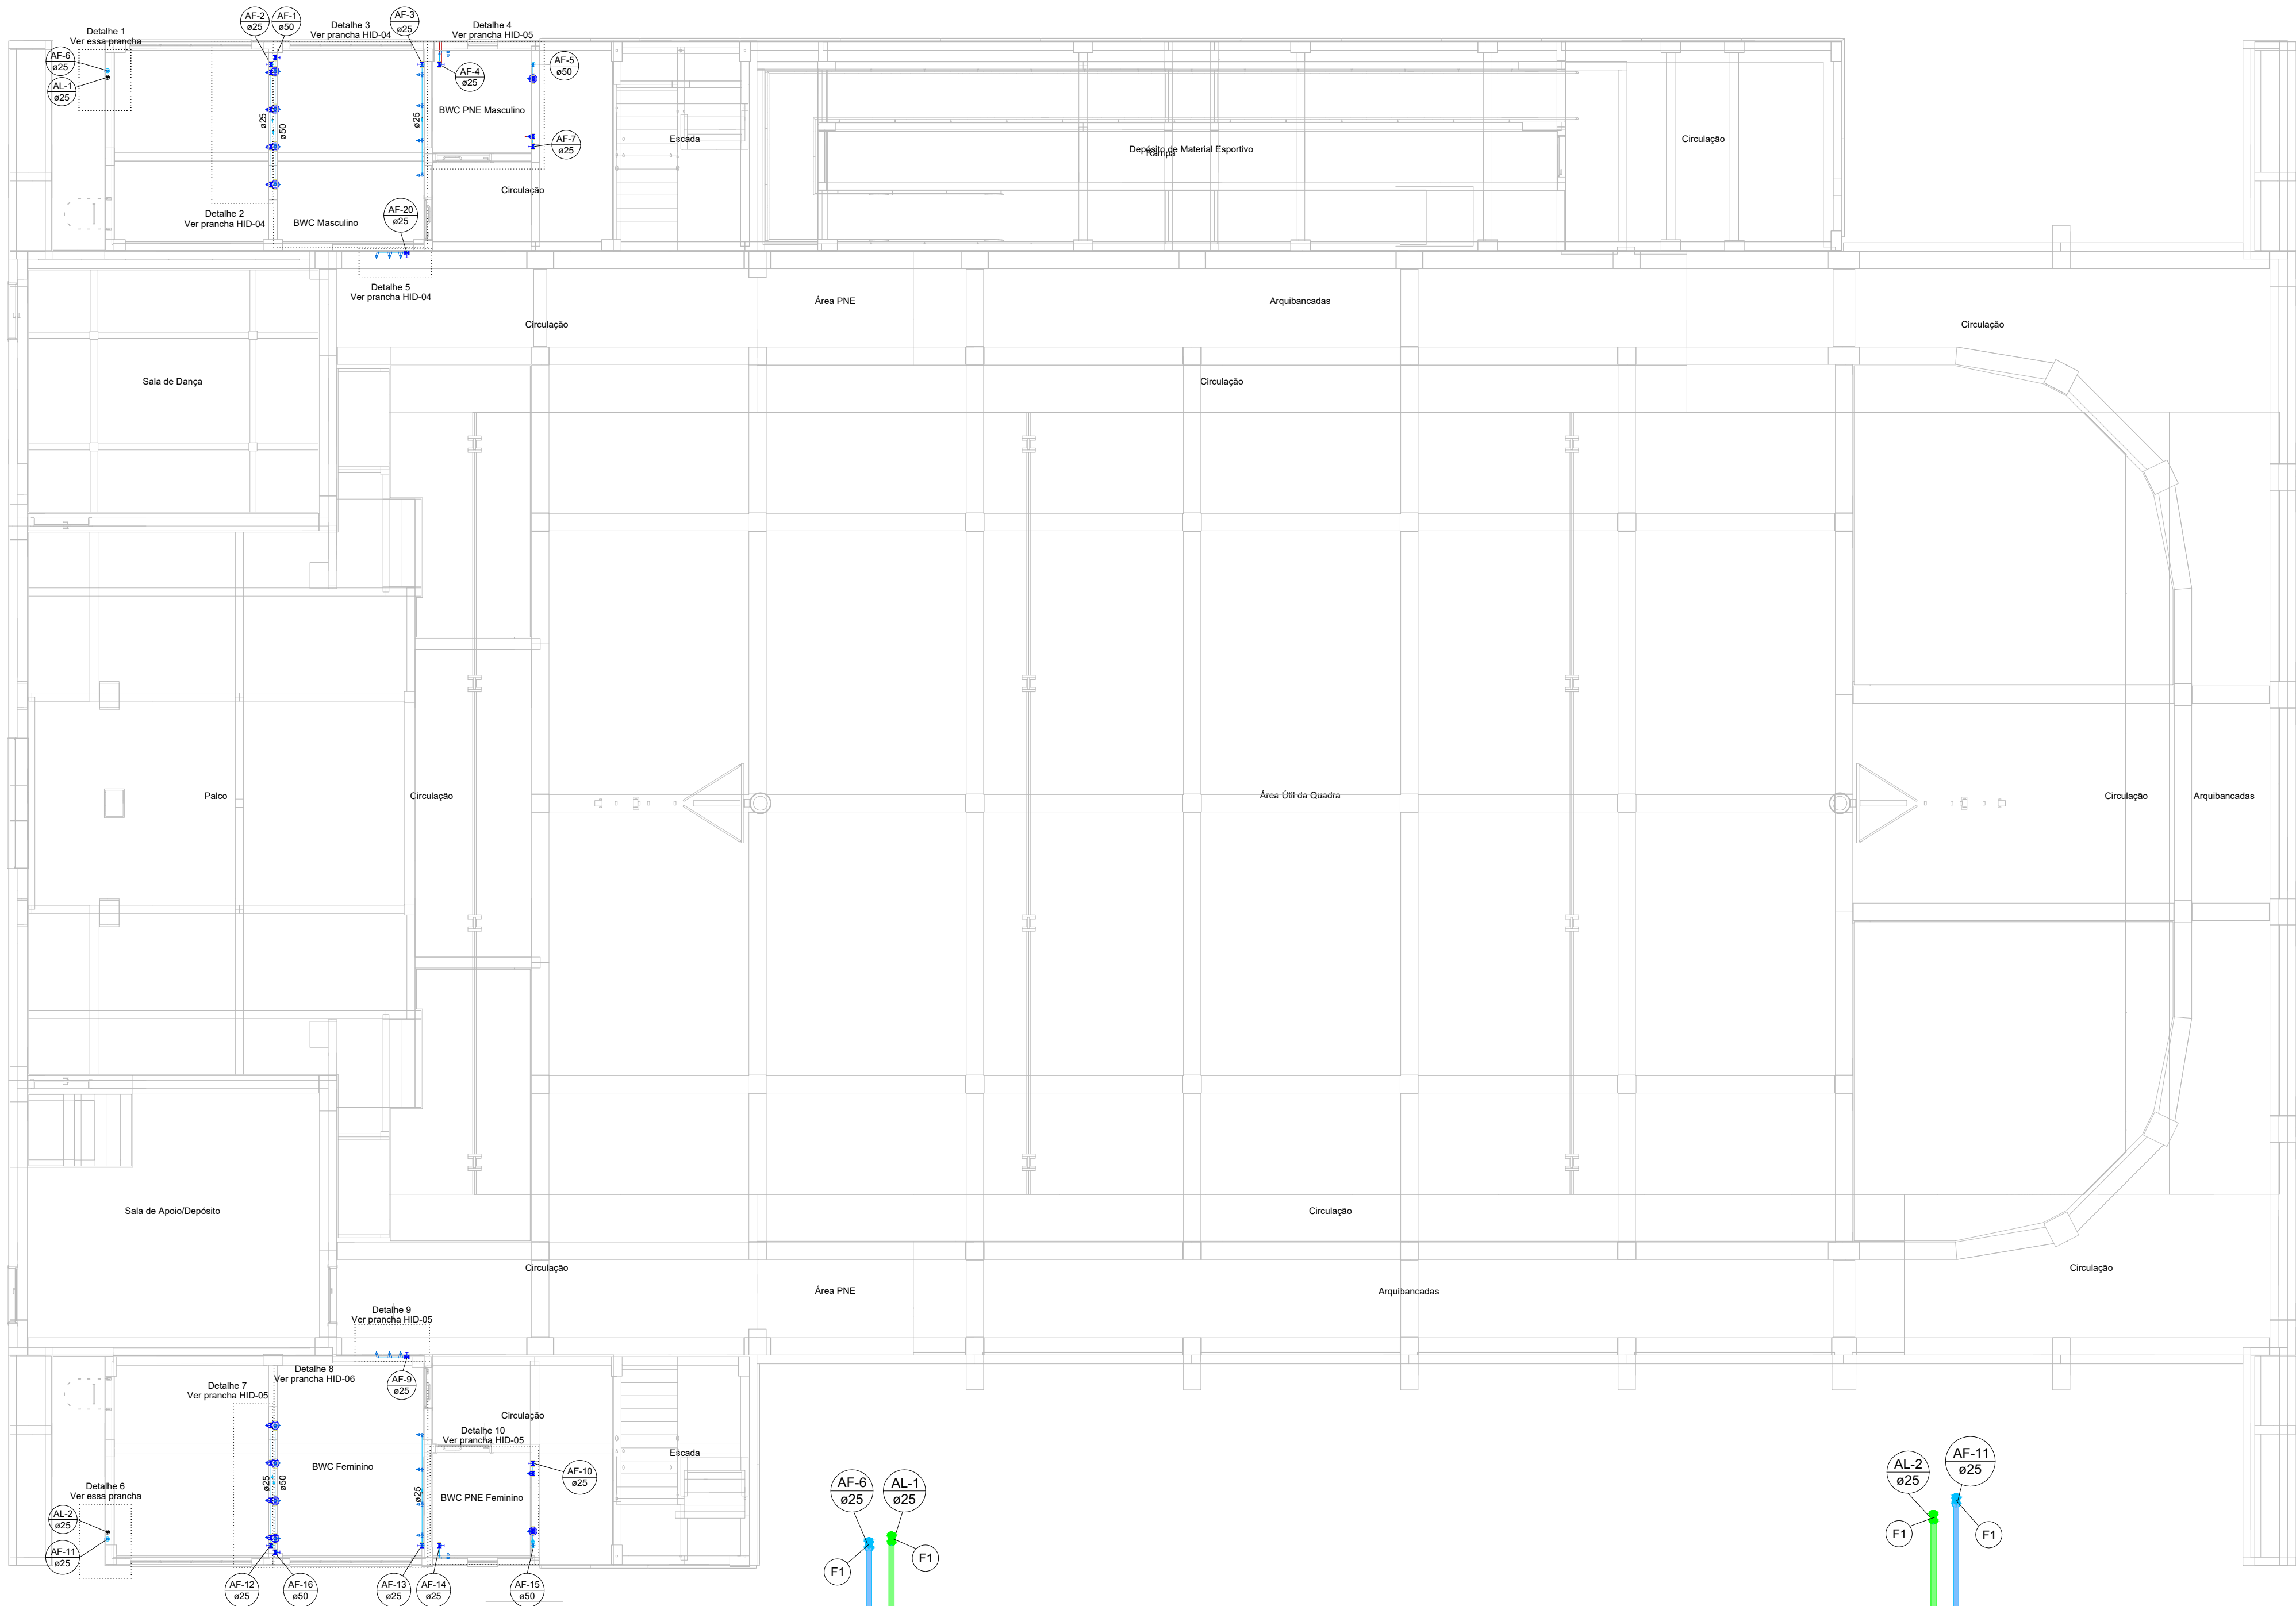 AF-2
ø25
AF-1
ø50
Detalhe 3
Ver prancha HID-04
AF-3
ø25
Detalhe 4
Ver prancha HID-05
Detalhe 1
Ver essa prancha
AF-6
ø25
AL-1
ø25
AF-4
ø25
AF-5
ø50
BWC PNE Masculino
ø25
ø50
ø25
AF-7
ø25
Escada
Depósito de Material Esportivo
Rampa
Circulação
Circulação
Detalhe 2
Ver prancha HID-04
BWC Masculino
AF-20
ø25
Detalhe 5
Ver prancha HID-04
Área PNE
Arquibancadas
Circulação
Circulação
Sala de Dança
Circulação
Palco
Circulação
Área Útil da Quadra
Circulação
Arquibancadas
Sala de Apoio/Depósito
Circulação
Circulação
Circulação
Área PNE
Arquibancadas
Detalhe 9
Ver prancha HID-05
Detalhe 8
Ver prancha HID-06
AF-9
ø25
Detalhe 7
Ver prancha HID-05
Circulação
Detalhe 10
Ver prancha HID-05
Escada
BWC Feminino
ø25
ø50
ø25
AF-10
ø25
BWC PNE Feminino
Detalhe 6
Ver essa prancha
AL-2
ø25
AF-11
ø25
AF-12
ø25
AF-16
ø50
AF-13
ø25
AF-14
ø25
AF-15
ø50
AF-6
ø25
AL-1
ø25
F1
F1
AL-2
ø25
AF-11
ø25
F1
F1